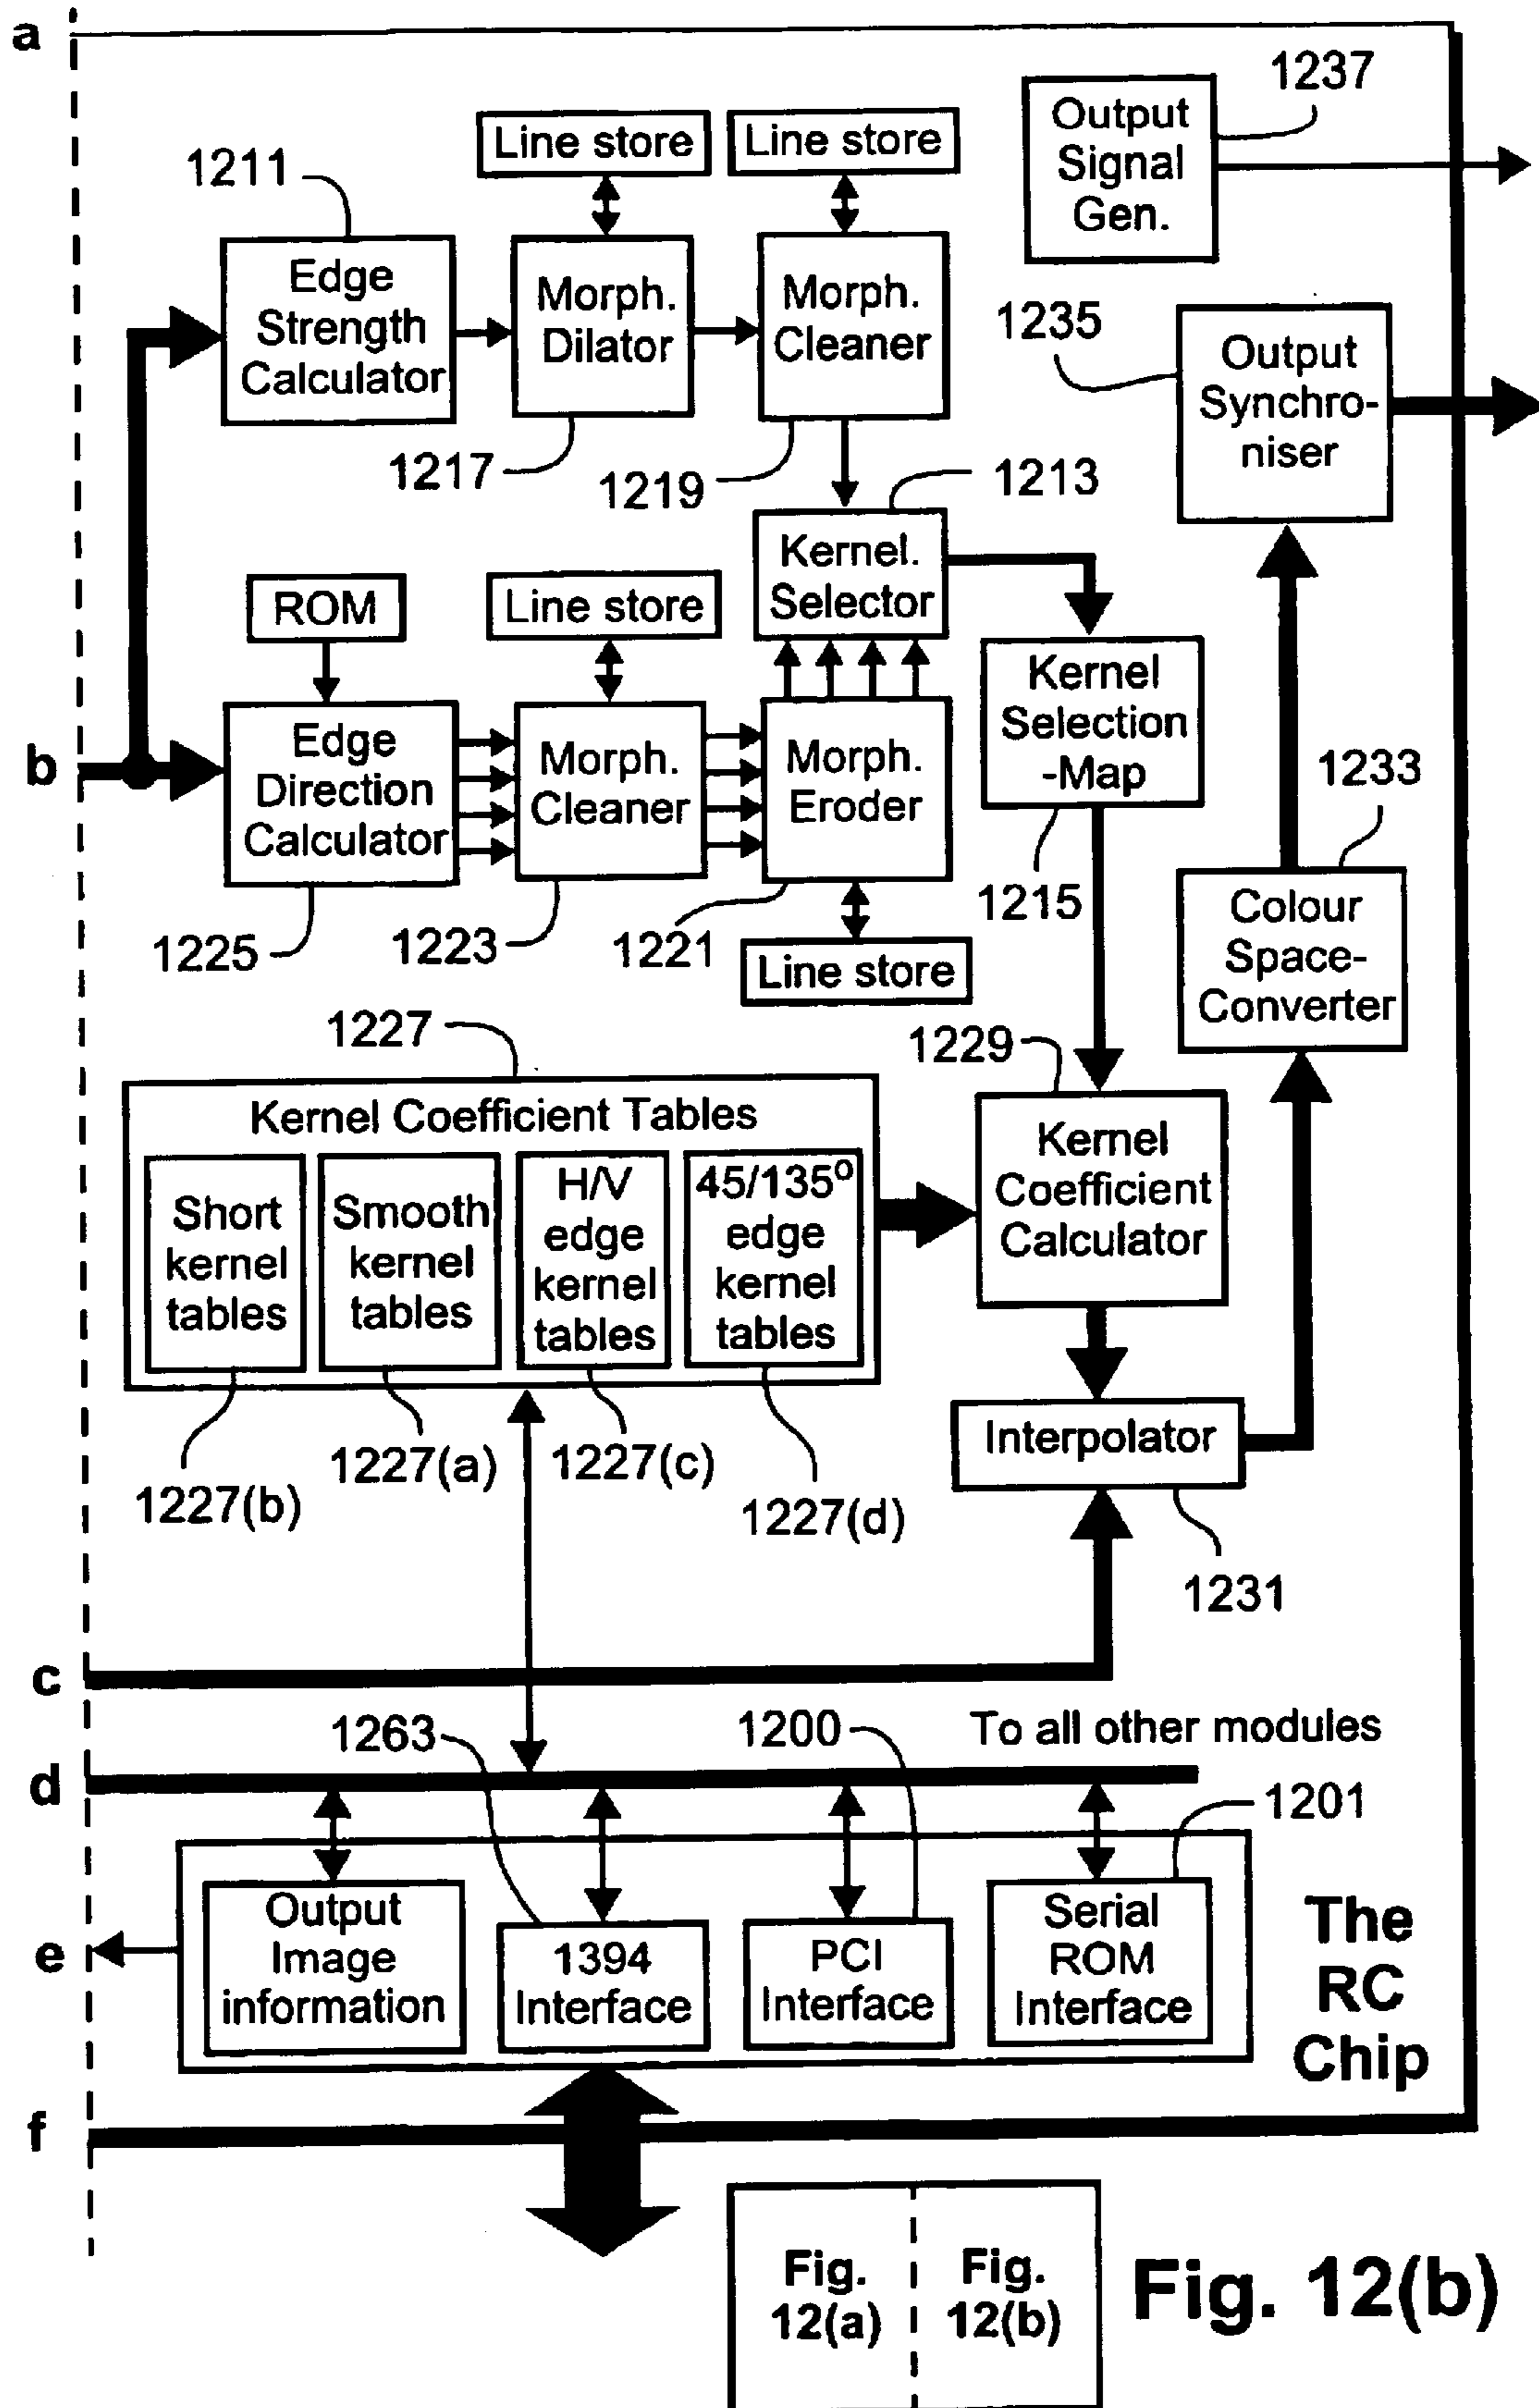 a
1237
Output
Signal
Gen.
Line store
Line store
1211
Edge
Strength
Calculator
Morph.
Dilator
Morph.
Cleaner
1235
Output
Synchro-
niser
1217
1219
1213
Kernel.
Selector
ROM
Line store
Kernel
Selection
-Map
b
Edge
Direction
Calculator
Morph.
Cleaner
Morph.
Eroder
1233
1215
Colour
Space-
Converter
1225
1223
1221
Line store
1227
1229
Kernel Coefficient Tables
Short
kernel
tables
Smooth
kernel
tables
H/V
edge
kernel
tables
45/135º
edge
kernel
tables
Kernel
Coefficient
Calculator
Interpolator
1227(b)
1227(a)
1227(c)
1227(d)
1231
c
1263
1200
To all other modules
d
1201
Output
Image
information
1394
Interface
PCI
Interface
Serial
ROM
Interface
The
RC
Chip
e
f
Fig.
12(a)
Fig.
12(b)
Fig. 12(b)